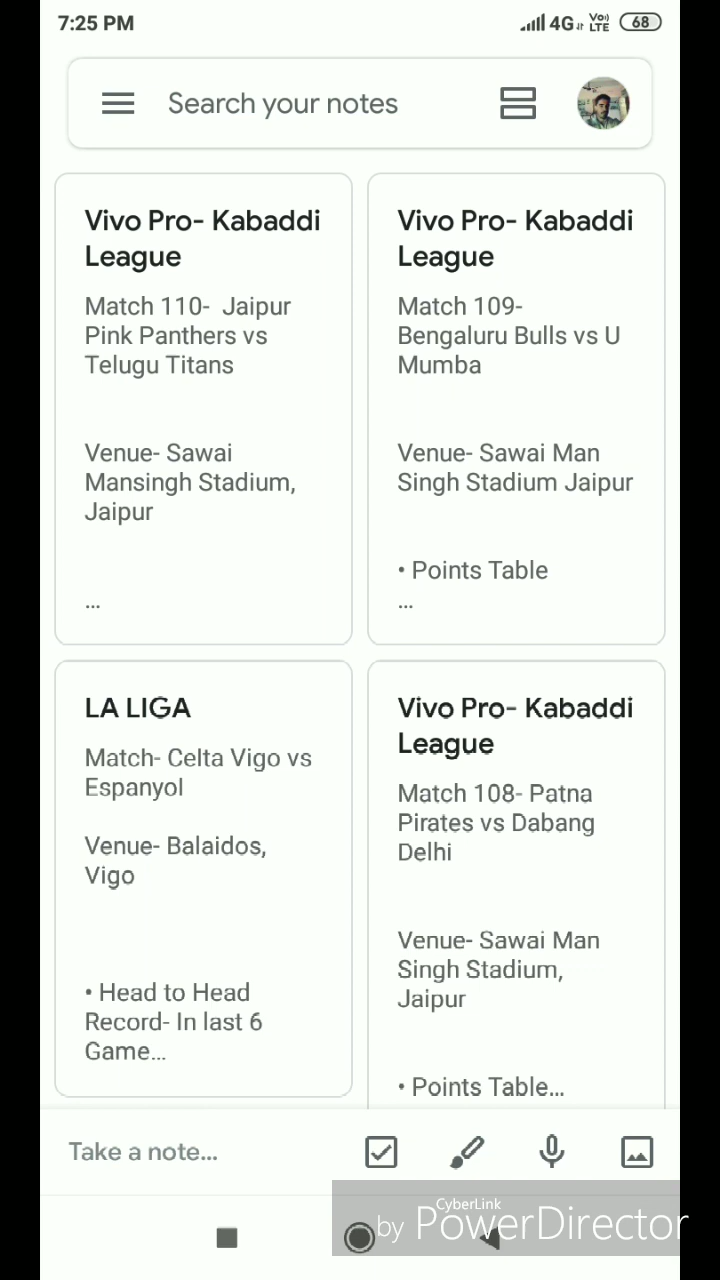 7:25 PM
4G
Vo))
LTE
68
Search your notes
Vivo Pro- Kabaddi
League
Match 110-  Jaipur
Pink Panthers vs
Telugu Titans
Venue- Sawai
Mansingh Stadium,
Jaipur
...
Vivo Pro- Kabaddi
League
Match 109-
Bengaluru Bulls vs U
Mumba
Venue- Sawai Man
Singh Stadium Jaipur
• Points Table
...
LA LIGA
Match- Celta Vigo vs
Espanyol
Venue- Balaidos,
Vigo
• Head to Head
Record- In last 6
Game...
Vivo Pro- Kabaddi
League
Match 108- Patna
Pirates vs Dabang
Delhi
Venue- Sawai Man
Singh Stadium,
Jaipur
• Points Table...
Take a note...
CyberLink
by PowerDirector